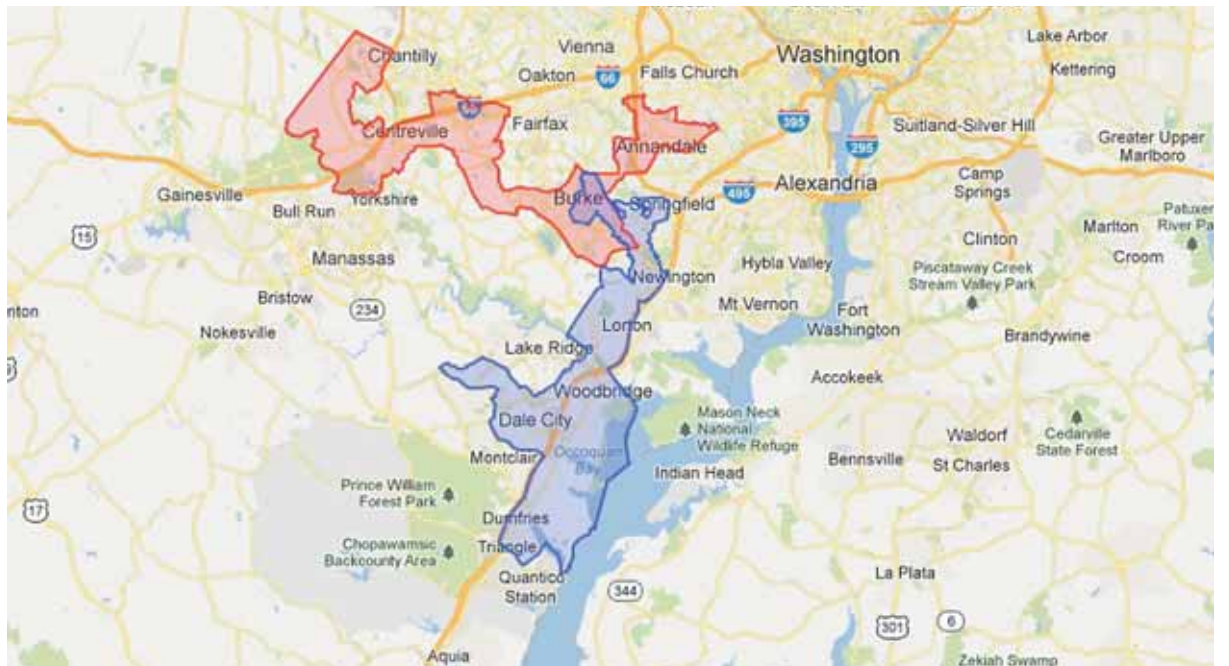 Lake Arbor
Vienna
Washington
Chantilly
Oakton
66
Falls Church
Kettering
Centreville
Fairfax
395
Suitland-Silver Hill
Annandale
295
Greater Upper
Marlboro
Gainesville
Yorkshire
Burke
Springfield
495
Alexandria
Camp
Springs
Bull Run
15
Manassas
Clinton
Marlton
Patuxen
River Pa
Croom
Newington
Hybla Valley
Piscataway Creek
Stream Valley Park
Bristow
234
Mt Vernon
Fort
Washington
Nokesville
Lorton
Brandywine
Lake Ridge
Accokeek
Woodbridge
Dale City
Mason Neck
National
Wildlife Refuge
Waldorf
Cedarville
State Forest
Montclair
Occoquan
Bay
Indian Head
Bennsville
St Charles
Prince William
Forest Park
17
Dumfries
Chopawamsic
Backcounty Area
Triangle
Quantico
Station
344
La Plata
301
6
Aquia
Zekiah Swamp